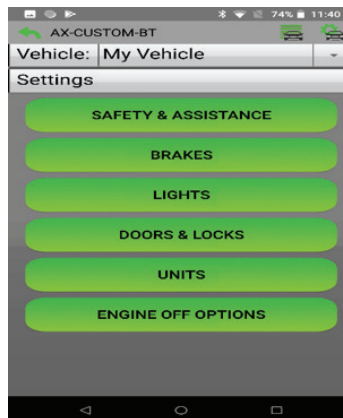 74% 11:40
AX-CUSTOM-BT
Vehicle: My Vehicle
Settings
SAFETY & ASSISTANCE
BRAKES
LIGHTS
DOORS & LOCKS
UNITS
ENGINE OFF OPTIONS